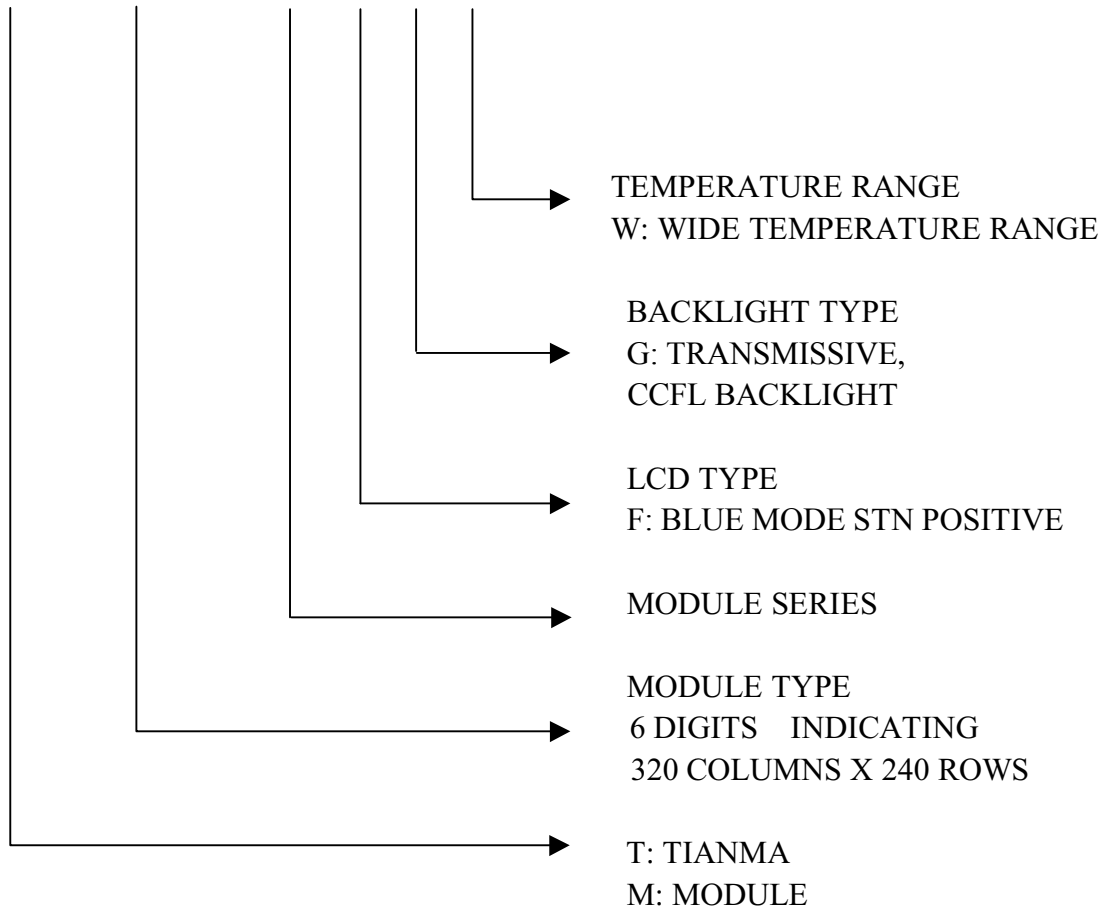 TEMPERATURE RANGE
W: WIDE TEMPERATURE RANGE
BACKLIGHT TYPE
G: TRANSMISSIVE,
CCFL BACKLIGHT
LCD TYPE
F: BLUE MODE STN POSITIVE
MODULE SERIES
MODULE TYPE
6 DIGITS INDICATING
320 COLUMNS X 240 ROWS
T: TIANMA
M: MODULE